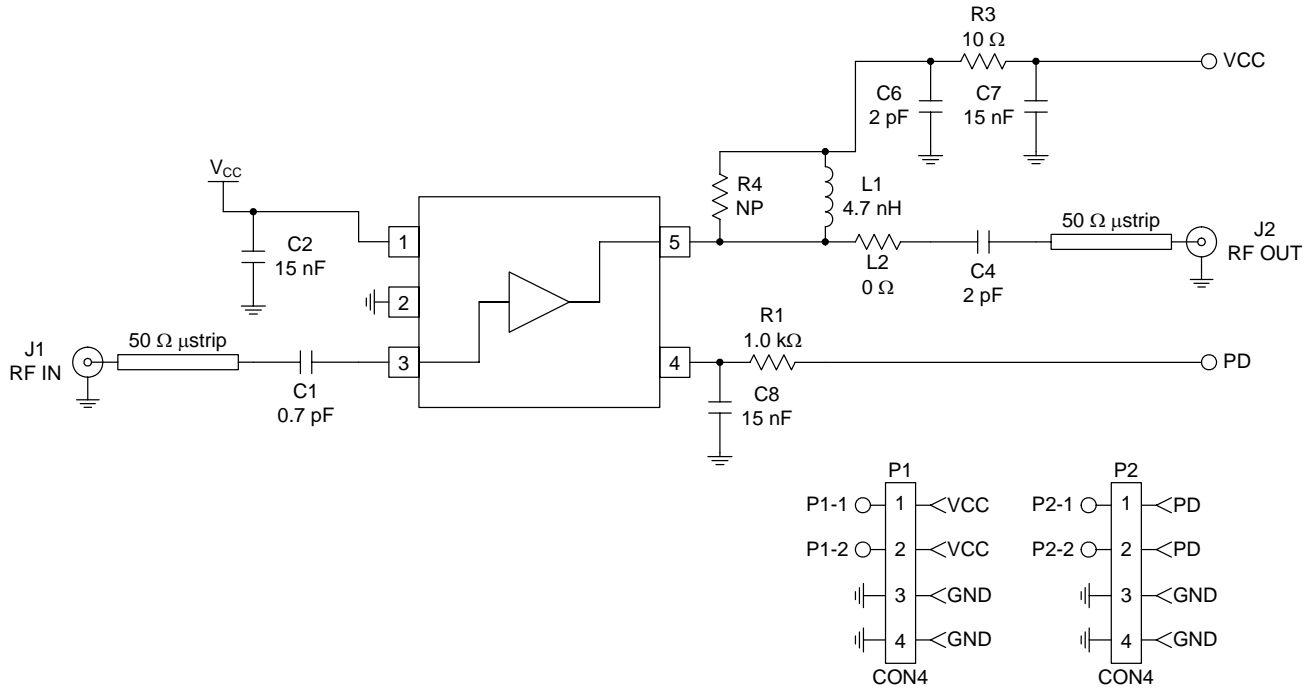 R3
10 Ω
VCC
C6
2 pF
C7
15 nF
VCC
R4
NP
L1
4.7 nH
C2
15 nF
1
2
3
5
4
L2
0 Ω
C4
2 pF
50 Ω μstrip
J2
RF OUT
J1
RF IN
50 Ω μstrip
C1
0.7 pF
R1
1.0 kΩ
C8
15 nF
PD
P1
P1-1
1
VCC
P1-2
2
VCC
3
GND
4
GND
CON4
P2
P2-1
1
PD
P2-2
2
PD
3
GND
4
GND
CON4